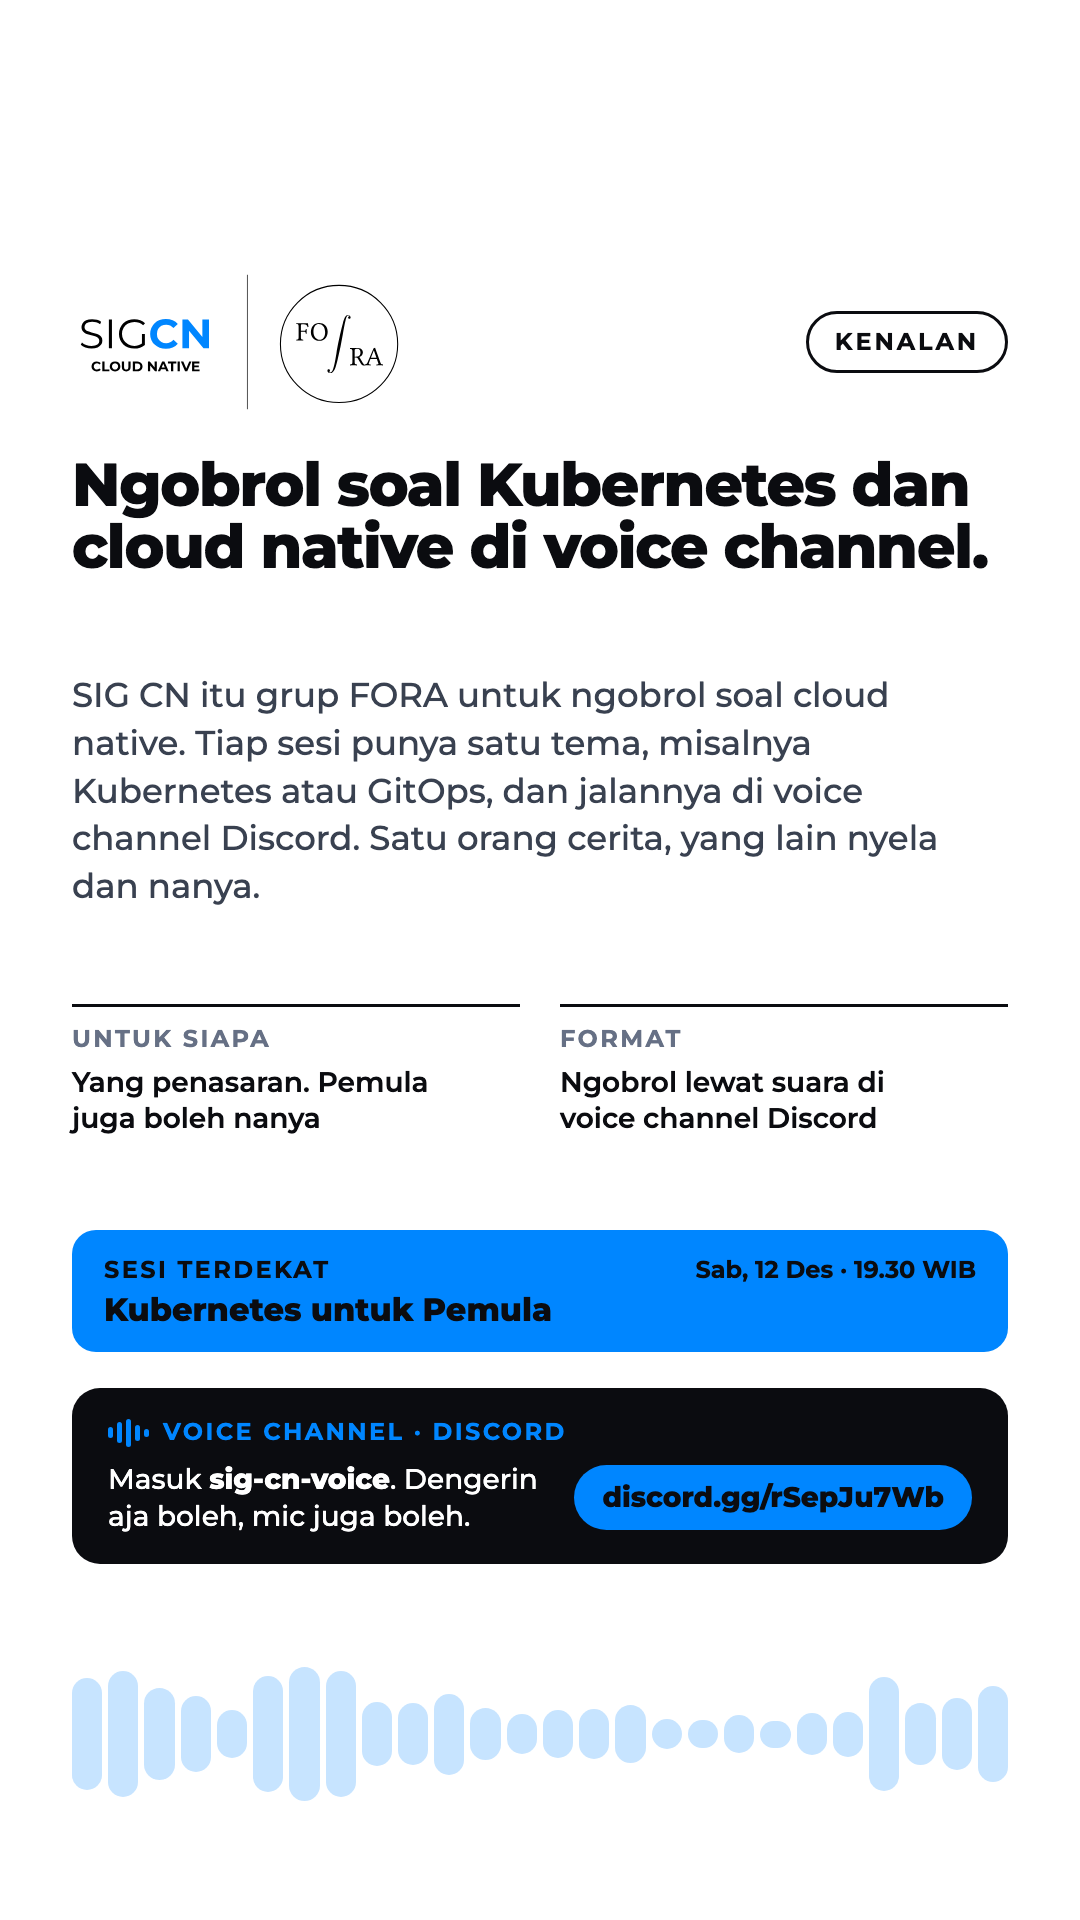 SIGCN
CLOUD NATIVE
FO RA
KENALAN
Ngobrol soal Kubernetes dan
cloud native di voice channel.
SIG CN itu grup FORA untuk ngobrol soal cloud
native. Tiap sesi punya satu tema, misalnya
Kubernetes atau GitOps, dan jalannya di voice
channel Discord. Satu orang cerita, yang lain nyela
dan nanya.
UNTUK SIAPA
Yang penasaran. Pemula
juga boleh nanya
FORMAT
Ngobrol lewat suara di
voice channel Discord
SESI TERDEKAT
Sab, 12 Des · 19.30 WIB
Kubernetes untuk Pemula
VOICE CHANNEL · DISCORD
Masuk sig-cn-voice. Dengerin
aja boleh, mic juga boleh.
discord.gg/rSepJu7Wb